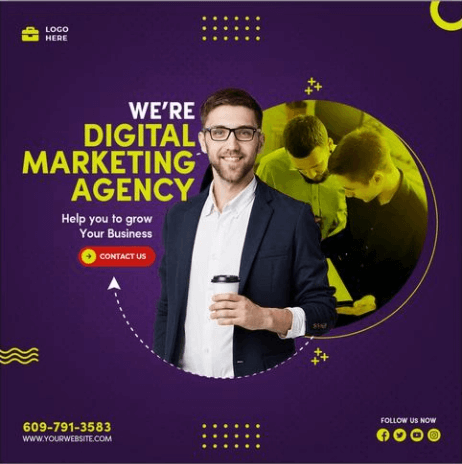 LOGO
HERE
WE'RE
DIGITAL
MARKETING
AGENCY
Help you to grow
Your Business
CONTACT US
609-791-3583
WWW.YOURWEBSITE.COM
FOLLOW US NOW